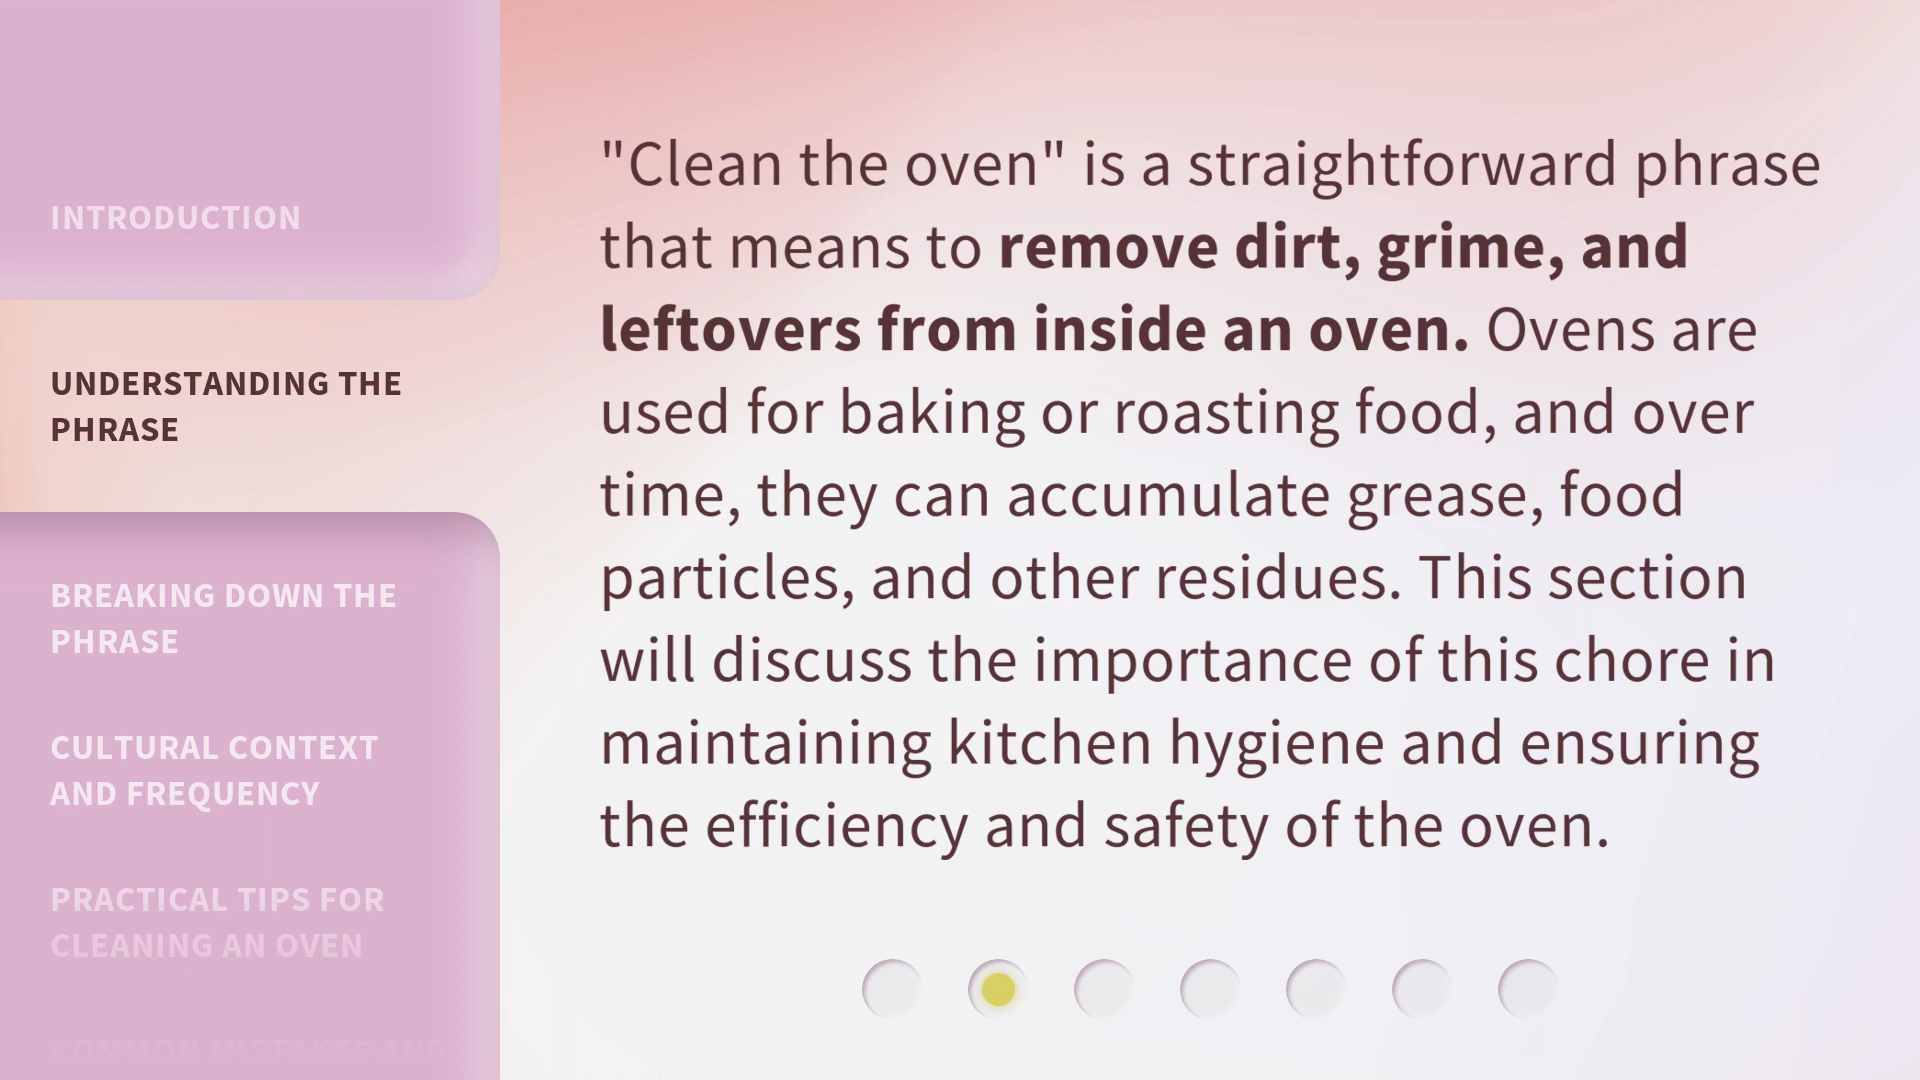 INTRODUCTION
UNDERSTANDING THE
PHRASE
BREAKING DOWN THE
PHRASE
CULTURAL CONTEXT
AND FREQUENCY
PRACTICAL TIPS FOR
CLEANING AN OVEN
COMMON MISTAKES AND
"Clean the oven" is a straightforward phrase
that means to remove dirt, grime, and
leftovers from inside an oven. Ovens are
used for baking or roasting food, and over
time, they can accumulate grease, food
particles, and other residues. This section
will discuss the importance of this chore in
maintaining kitchen hygiene and ensuring
the efficiency and safety of the oven.